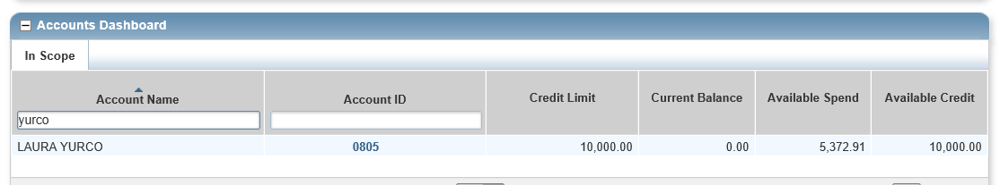 Accounts Dashboard
In Scope
Account Name Account ID Credit Limit Current Balance Available Spend Available Credit
yurco
LAURA YURCO 0805 10,000.00 0.00 5,372.91 10,000.00